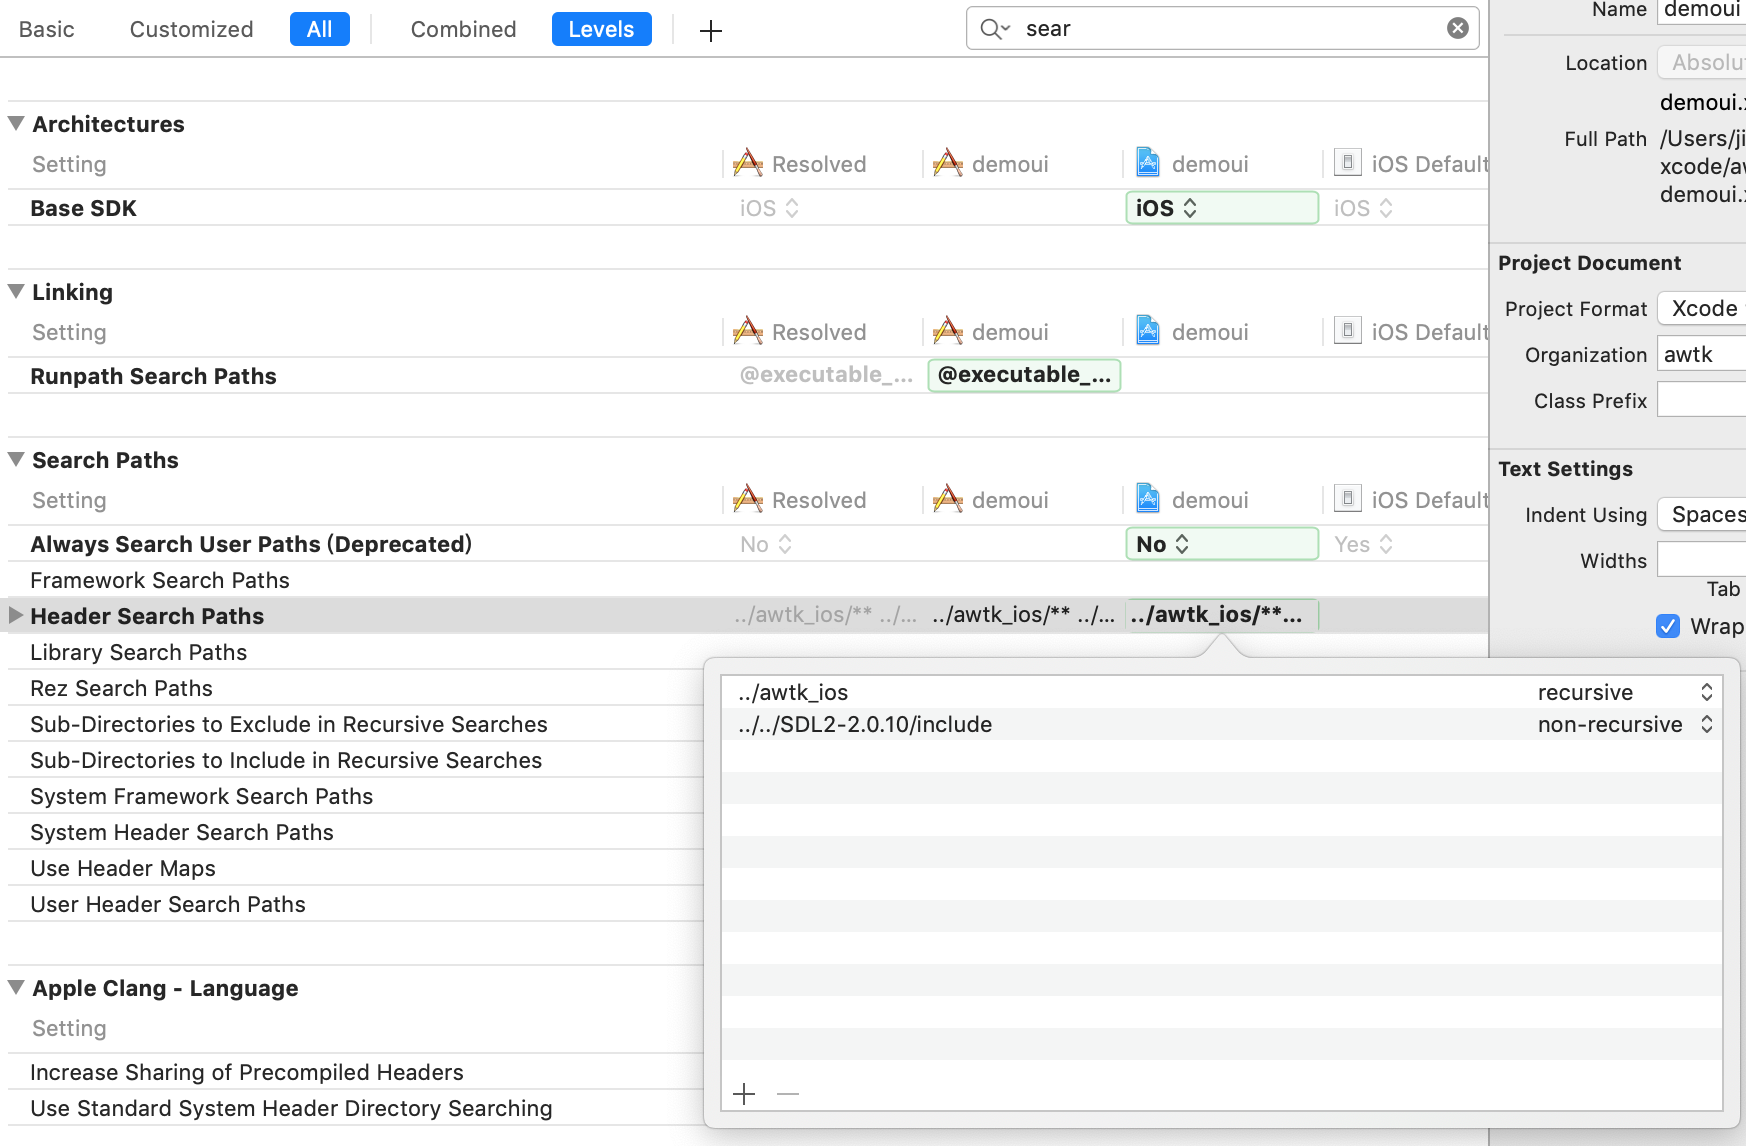 Basic Customized All Combined Levels + sear
Name demoui
Location Absolu
demoui.x
Full Path /Users/ji
xcode/aw
demoui.x
Architectures
Setting Resolved demoui demoui iOS Default
Base SDK iOS iOS iOS
Project Document
Linking
Project Format Xcode
Setting Resolved demoui demoui iOS Default
Organization awtk
Runpath Search Paths @executable_... @executable_...
Class Prefix
Search Paths
Text Settings
Setting Resolved demoui demoui iOS Default
Indent Using Spaces
Always Search User Paths (Deprecated) No No Yes
Widths
Framework Search Paths
Tab
Header Search Paths ../awtk_ios/** ../... ../awtk_ios/** ../... ../awtk_ios/**...
Wrap
Library Search Paths
Rez Search Paths
Sub-Directories to Exclude in Recursive Searches
Sub-Directories to Include in Recursive Searches
System Framework Search Paths
System Header Search Paths
Use Header Maps
User Header Search Paths
../awtk_ios recursive
../../SDL2-2.0.10/include non-recursive
+ —
Apple Clang - Language
Setting
Increase Sharing of Precompiled Headers
Use Standard System Header Directory Searching